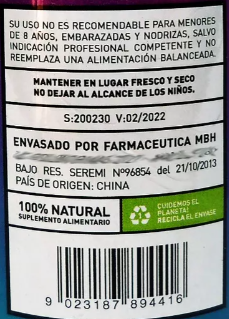 SU USO NO ES RECOMENDABLE PARA MENORES
DE 8 AÑOS, EMBARAZADAS Y NODRIZAS, SALVO
INDICACIÓN PROFESIONAL COMPETENTE Y NO
REEMPLAZA UNA ALIMENTACIÓN BALANCEADA.
MANTENER EN LUGAR FRESCO Y SECO
NO DEJAR AL ALCANCE DE LOS NIÑOS.
S:200230 V:02/2022
ENVASADO POR FARMACEUTICA MBH
BAJO RES. SEREMI Nº96854 del 21/10/2013
PAÍS DE ORIGEN: CHINA
100% NATURAL
SUPLEMENTO ALIMENTARIO
CUIDEMOS EL
PLANETA:
RECICLA EL ENVASE
9 023187 894416